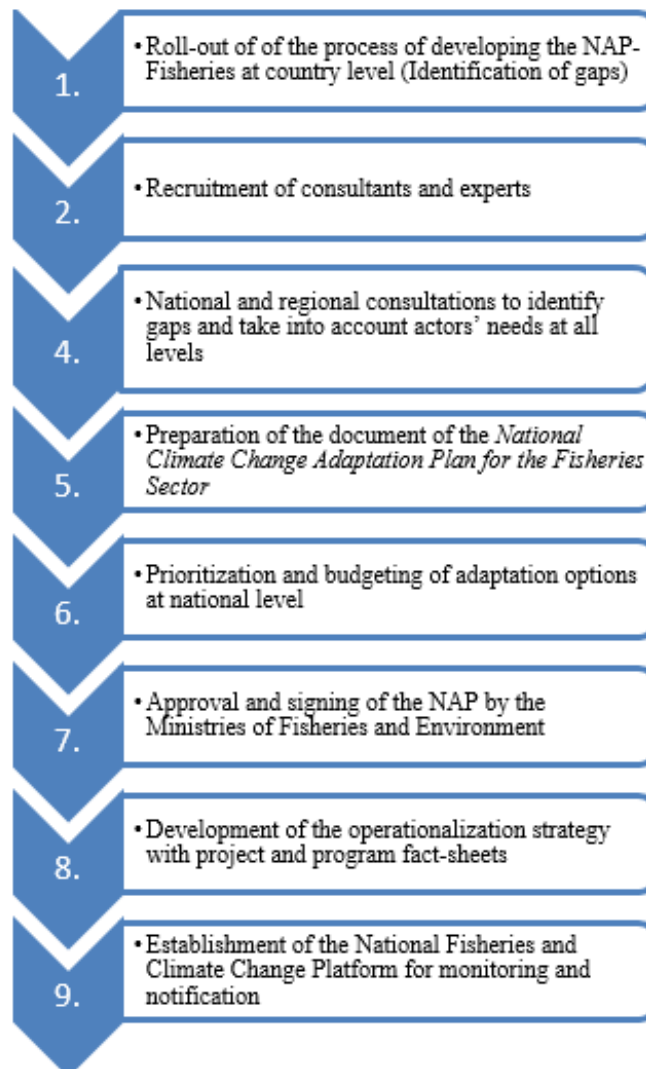 1.
• Roll-out of of the process of developing the NAP-
Fisheries at country level (Identification of gaps)
2.
• Recruitment of consultants and experts
4.
• National and regional consultations to identify
gaps and take into account actors' needs at all
levels
5.
• Preparation of the document of the National
Climate Change Adaptation Plan for the Fisheries
Sector
6.
• Prioritization and budgeting of adaptation options
at national level
7.
• Approval and signing of the NAP by the
Ministries of Fisheries and Environment
8.
• Development of the operationalization strategy
with project and program fact-sheets
9.
• Establishment of the National Fisheries and
Climate Change Platform for monitoring and
notification